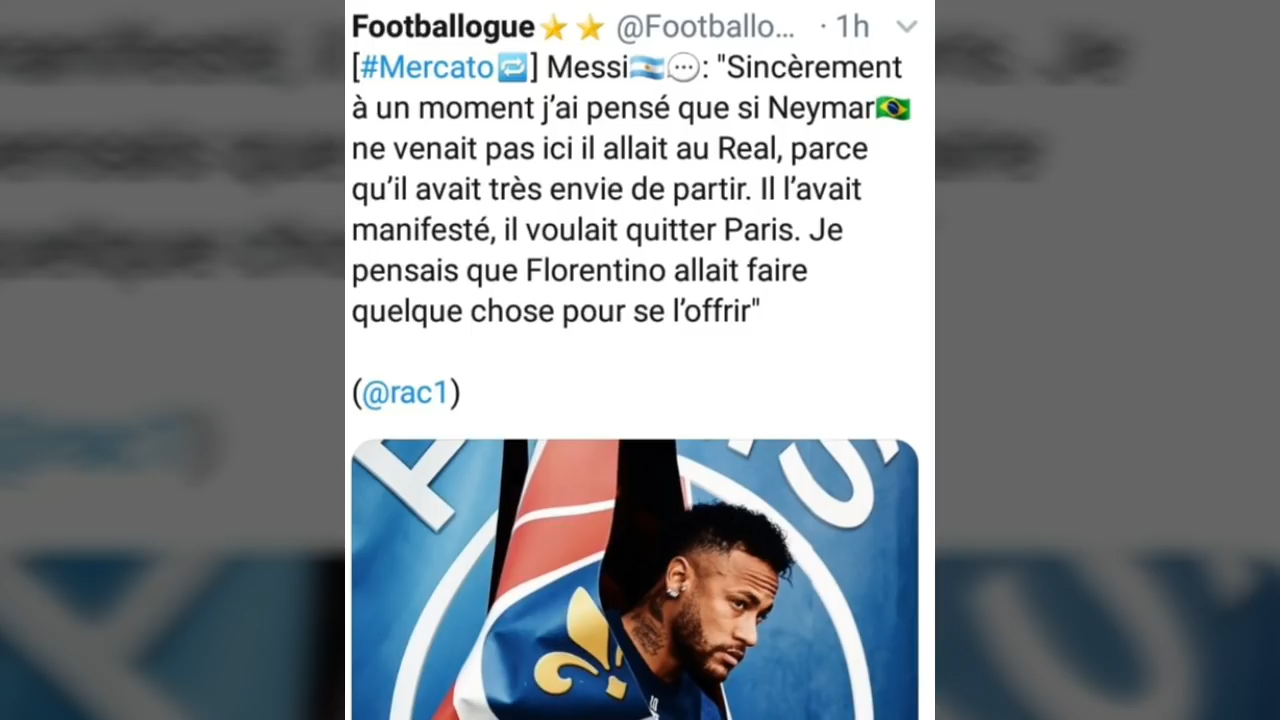 Footballogue⭐⭐ @Footballo... · 1h
[#Mercato🔁] Messi🇦🇷💬: "Sincèrement
à un moment j’ai pensé que si Neymar🇧🇷
ne venait pas ici il allait au Real, parce
qu’il avait très envie de partir. Il l’avait
manifesté, il voulait quitter Paris. Je
pensais que Florentino allait faire
quelque chose pour se l’offrir"
(@rac1)